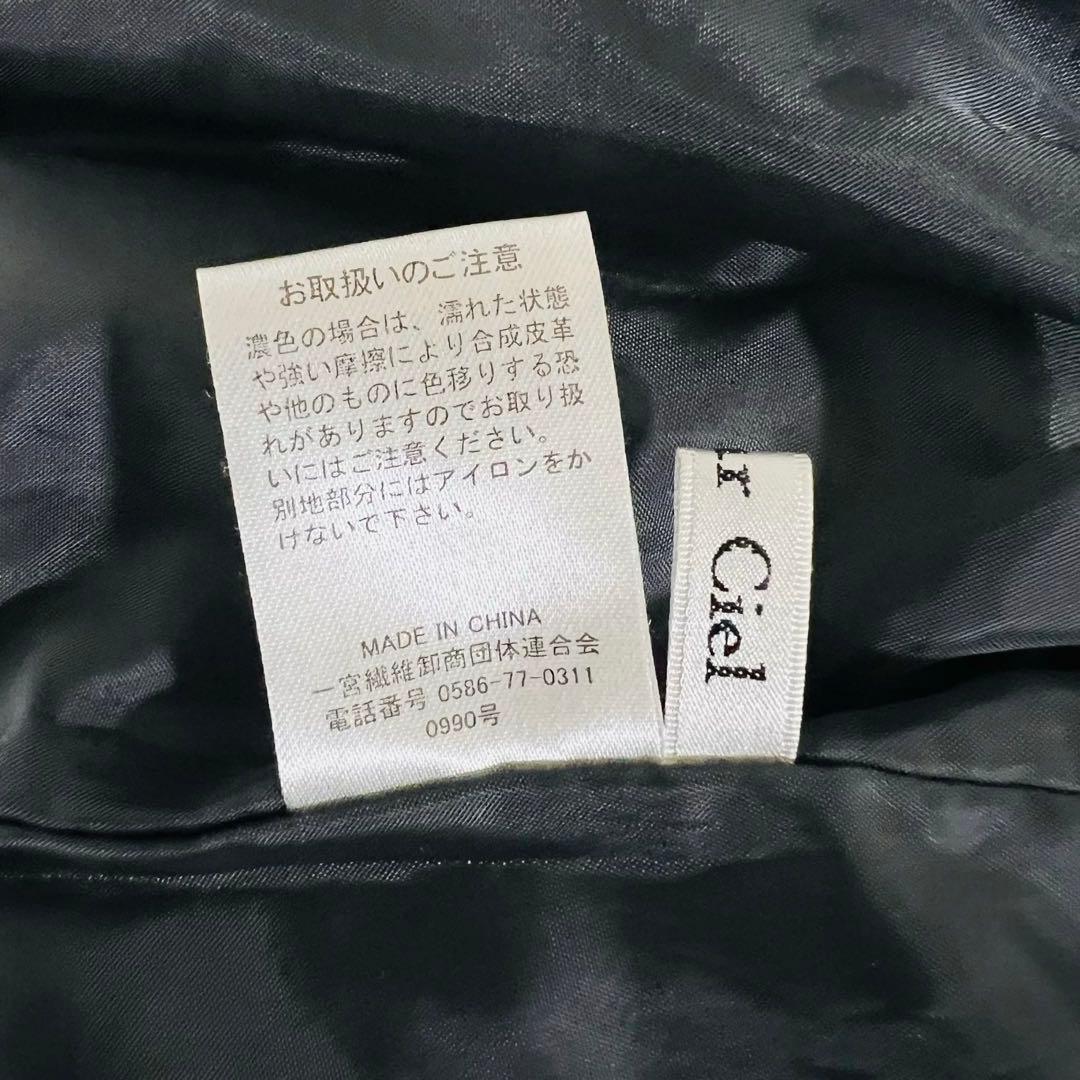 お取扱いのご注意
濃色の場合は、濡れた状態
や強い摩擦により合成皮革
や他のものに色移りする恐
れがありますのでお取り扱
いにはご注意ください。
別地部分にはアイロンをか
けないで下さい。
MADE IN CHINA
一宮繊維卸商団体連合会
電話番号 0586-77-0311
0990号
Ciel